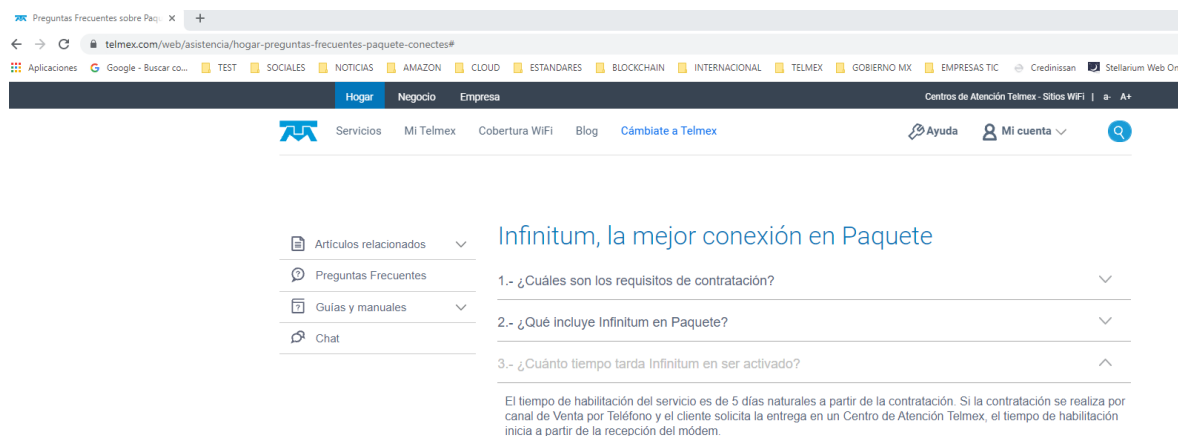 Preguntas Frecuentes sobre Paq
telmex.com/web/asistencia/hogar-preguntas-frecuentes-paquete-conectes#
Aplicaciones Google - Buscar co... TEST SOCIALES NOTICIAS AMAZON CLOUD ESTANDARES BLOCKCHAIN INTERNACIONAL TELMEX GOBIERNO MX EMPRESAS TIC Credinissan Stellarium Web On
Hogar Negocio Empresa Centros de Atención Telmex - Sitios WiFi | a- A+
Servicios Mi Telmex Cobertura WiFi Blog Cámbiate a Telmex Ayuda Mi cuenta
Infinitum, la mejor conexión en Paquete
Artículos relacionados
Preguntas Frecuentes
Guías y manuales
Chat
1.- ¿Cuáles son los requisitos de contratación?
2.- ¿Qué incluye Infinitum en Paquete?
3.- ¿Cuánto tiempo tarda Infinitum en ser activado?
El tiempo de habilitación del servicio es de 5 días naturales a partir de la contratación. Si la contratación se realiza por
canal de Venta por Teléfono y el cliente solicita la entrega en un Centro de Atención Telmex, el tiempo de habilitación
inicia a partir de la recepción del módem.